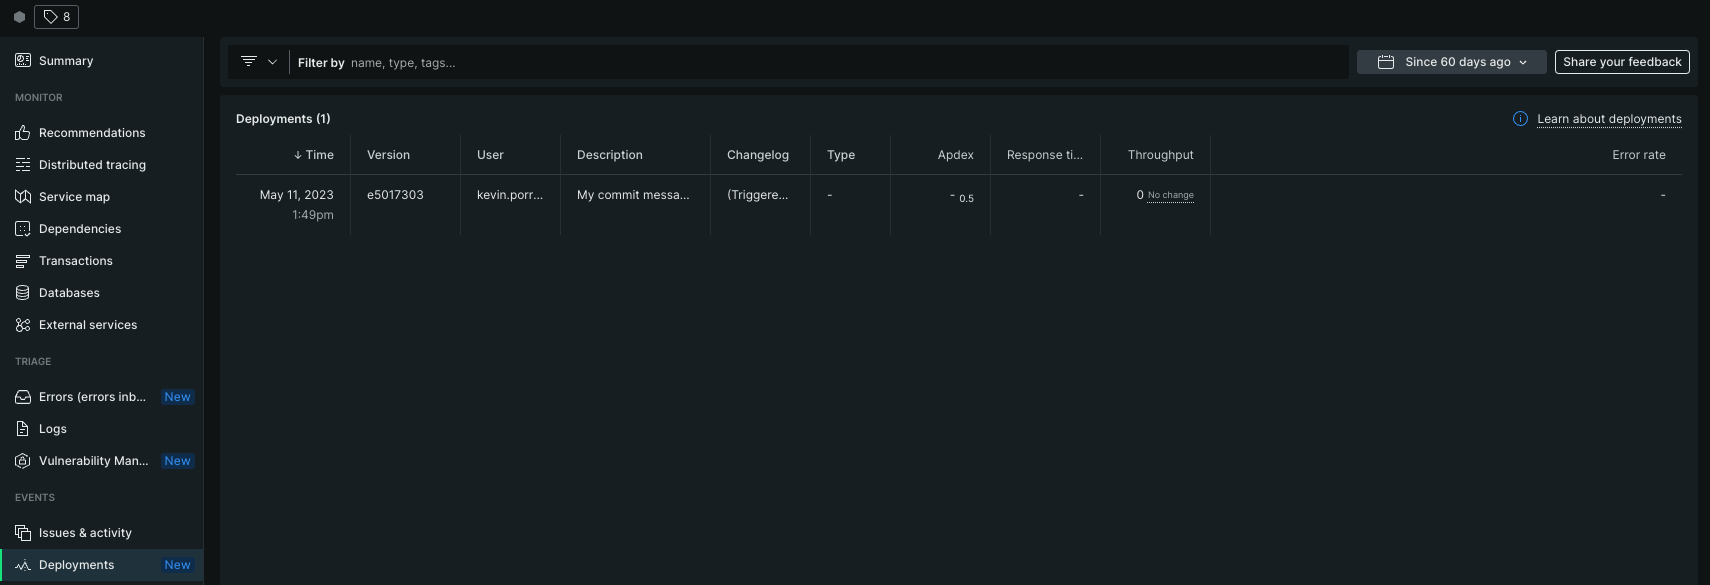 8
Summary
MONITOR
Recommendations
Distributed tracing
Service map
Dependencies
Transactions
Databases
External services
TRIAGE
Errors (errors inb... New
Logs
Vulnerability Man... New
EVENTS
Issues & activity
Deployments New
Filter by name, type, tags...
Since 60 days ago
Share your feedback
Deployments (1)
Learn about deployments
Time Version User Description Changelog Type Apdex Response ti... Throughput Error rate
May 11, 2023 e5017303 kevin.porr... My commit messa... (Triggere... - - 0.5 - 0 No change -
1:49pm